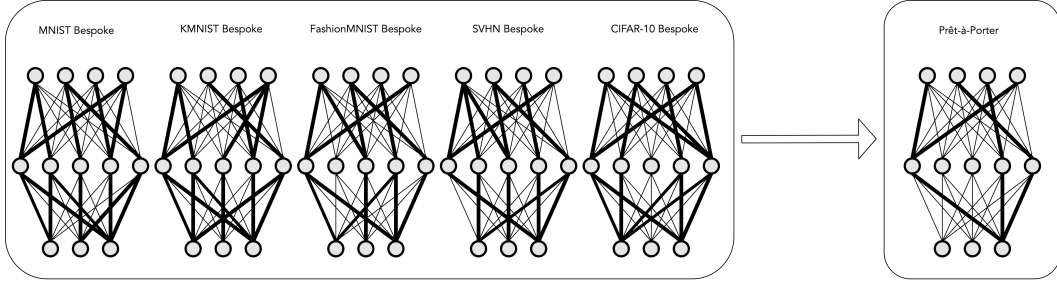 MNIST Bespoke
KMNIST Bespoke
FashionMNIST Bespoke
SVHN Bespoke
CIFAR-10 Bespoke
Prêt-à-Porter